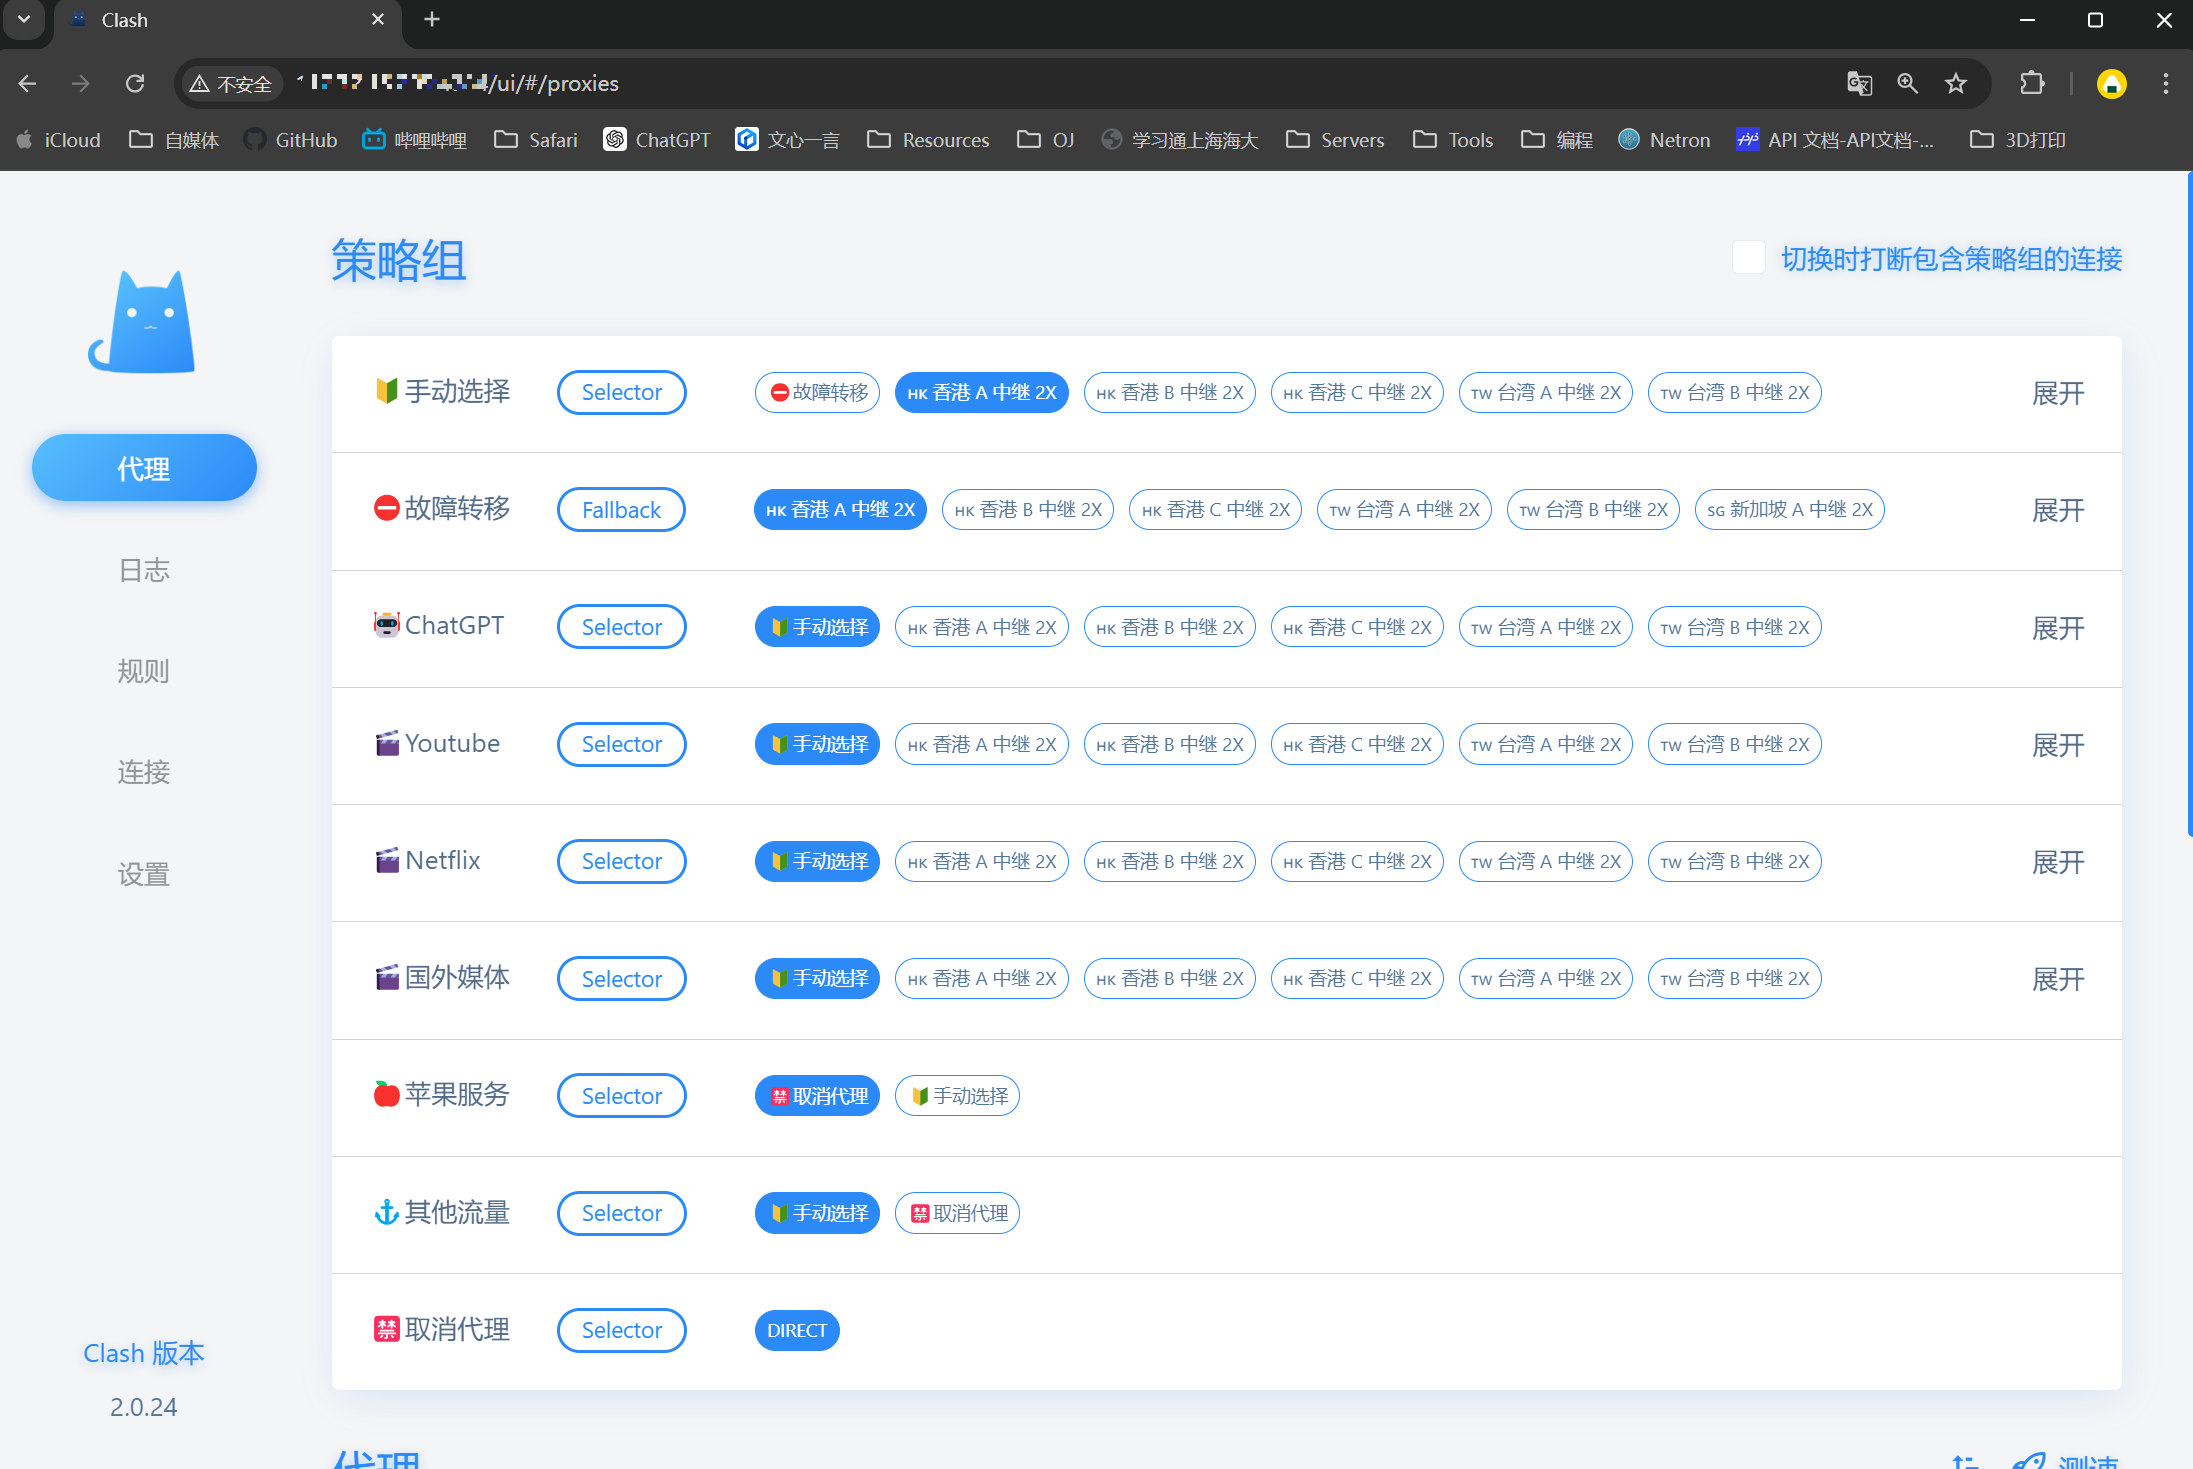 Clash
不安全 /ui/#/proxies
iCloud 自媒体 GitHub 哔哩哔哩 Safari ChatGPT 文心一言 Resources OJ 学习通上海海大 Servers Tools 编程 Netron API 文档-API文档-... 3D打印
策略组 切换时打断包含策略组的连接
手动选择 Selector 故障转移 HK 香港 A 中继 2X HK 香港 B 中继 2X HK 香港 C 中继 2X TW 台湾 A 中继 2X TW 台湾 B 中继 2X 展开
代理
故障转移 Fallback HK 香港 A 中继 2X HK 香港 B 中继 2X HK 香港 C 中继 2X TW 台湾 A 中继 2X TW 台湾 B 中继 2X SG 新加坡 A 中继 2X 展开
日志
ChatGPT Selector 手动选择 HK 香港 A 中继 2X HK 香港 B 中继 2X HK 香港 C 中继 2X TW 台湾 A 中继 2X TW 台湾 B 中继 2X 展开
规则
Youtube Selector 手动选择 HK 香港 A 中继 2X HK 香港 B 中继 2X HK 香港 C 中继 2X TW 台湾 A 中继 2X TW 台湾 B 中继 2X 展开
连接
Netflix Selector 手动选择 HK 香港 A 中继 2X HK 香港 B 中继 2X HK 香港 C 中继 2X TW 台湾 A 中继 2X TW 台湾 B 中继 2X 展开
设置
国外媒体 Selector 手动选择 HK 香港 A 中继 2X HK 香港 B 中继 2X HK 香港 C 中继 2X TW 台湾 A 中继 2X TW 台湾 B 中继 2X 展开
苹果服务 Selector 禁 取消代理 手动选择
其他流量 Selector 手动选择 禁 取消代理
禁 取消代理 Selector DIRECT
Clash 版本
2.0.24
代理 测速